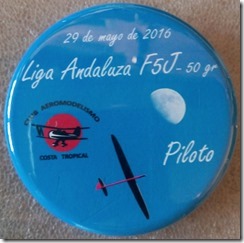 29 de mayo de 2016
Liga Andaluza F5J - 50 gr
CLUB AEROMODELISMO
COSTA TROPICAL
Piloto